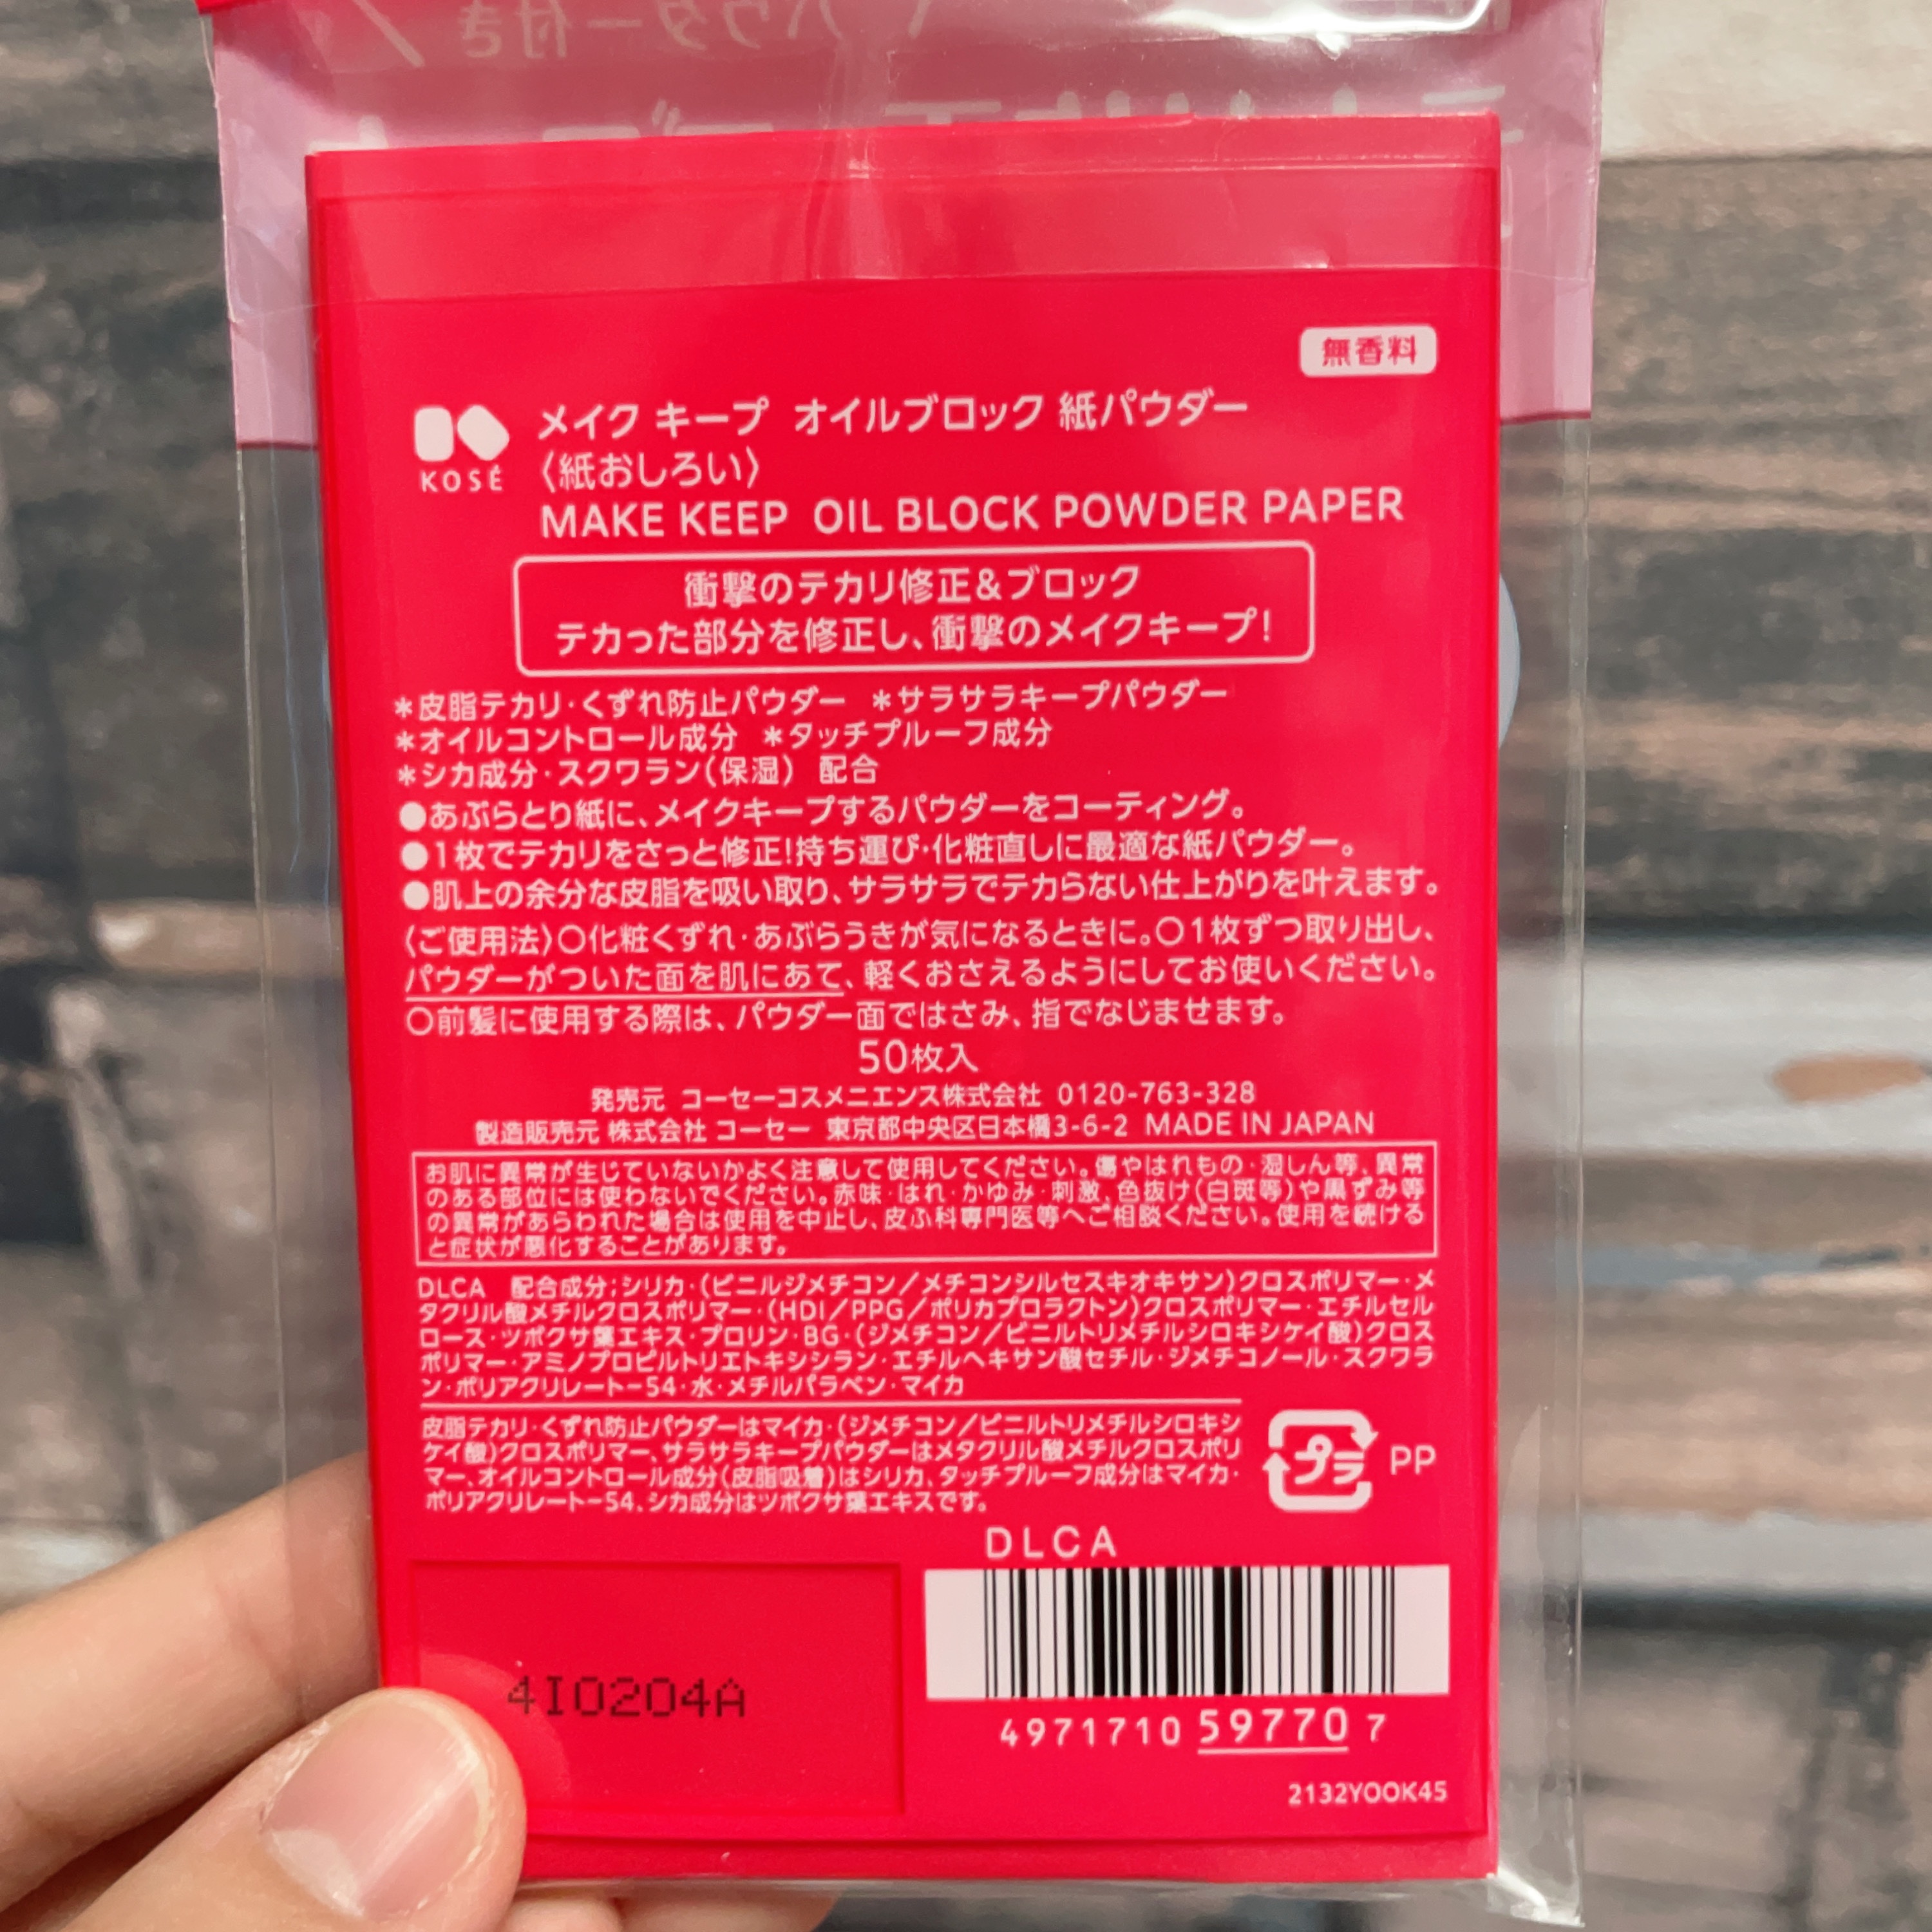 パウダー付き
無香料
メイク キープ オイルブロック 紙パウダー
〈紙おしろい〉
KOSÉ
MAKE KEEP OIL BLOCK POWDER PAPER
衝撃のテカリ修正&ブロック
テカった部分を修正し、衝撃のメイクキープ!
＊皮脂テカリ・くずれ防止パウダー ＊サラサラキープパウダー
＊オイルコントロール成分 ＊タッチプルーフ成分
＊シカ成分・スクワラン(保湿) 配合
●あぶらとり紙に、メイクキープするパウダーをコーティング。
●1枚でテカリをさっと修正!持ち運び・化粧直しに最適な紙パウダー。
●肌上の余分な皮脂を吸い取り、サラサラでテカらない仕上がりを叶えます。
〈ご使用法〉○化粧くずれ・あぶらうきが気になるときに。○1枚ずつ取り出し、
パウダーがついた面を肌にあて、軽くおさえるようにしてお使いください。
○前髪に使用する際は、パウダー面ではさみ、指でなじませます。
50枚入
発売元 コーセーコスメニエンス株式会社 0120-763-328
製造販売元 株式会社 コーセー 東京都中央区日本橋3-6-2 MADE IN JAPAN
お肌に異常が生じていないかよく注意して使用してください。傷やはれもの・湿しん等、異常
のある部位には使わないでください。赤味・はれ・かゆみ・刺激、色抜け(白斑等)や黒ずみ等
の異常があらわれた場合は使用を中止し、皮ふ科専門医等へご相談ください。使用を続ける
と症状が悪化することがあります。
DLCA 配合成分;シリカ・(ビニルジメチコン/メチコンシルセスキオキサン)クロスポリマー・メ
タクリル酸メチルクロスポリマー・(HDI/PPG/ポリカプロラクトン)クロスポリマー・エチルセル
ロース・ツボクサ葉エキス・プロリン・BG・(ジメチコン/ビニルトリメチルシロキシケイ酸)クロス
ポリマー・アミノプロピルトリエトキシシラン・エチルヘキサン酸セチル・ジメチコノール・スクワラ
ン・ポリアクリレート-54・水・メチルパラベン・マイカ
皮脂テカリ・くずれ防止パウダーはマイカ・(ジメチコン/ビニルトリメチルシロキシ
ケイ酸)クロスポリマー、サラサラキープパウダーはメタクリル酸メチルクロスポリ
マー、オイルコントロール成分(皮脂吸着)はシリカ、タッチプルーフ成分はマイカ・
ポリアクリレート-54、シカ成分はツボクサ葉エキスです。
プラ PP
DLCA
4I0204A
4971710 59770 7
2132YOOK45